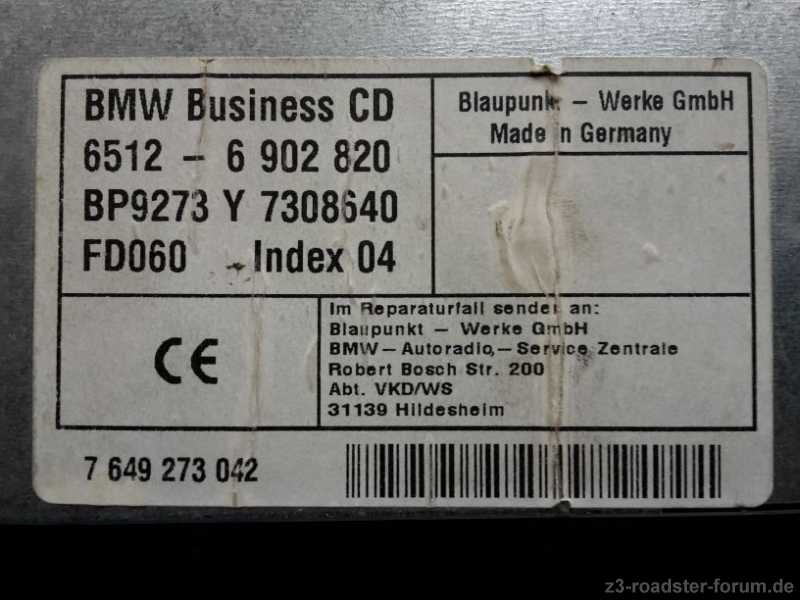 BMW Business CD
6512 - 6 902 820
BP9273 Y 7308640
FD060 - Index 04
Blaupunkt - Werke GmbH
Made in Germany
CE
Im Reparaturfall senden an:
Blaupunkt - Werke GmbH
BMW-Autoradio-Service Zentrale
Robert Bosch Str. 200
Abt. VKD/WS
31139 Hildesheim
7 649 273 042
z3-roadster-forum.de